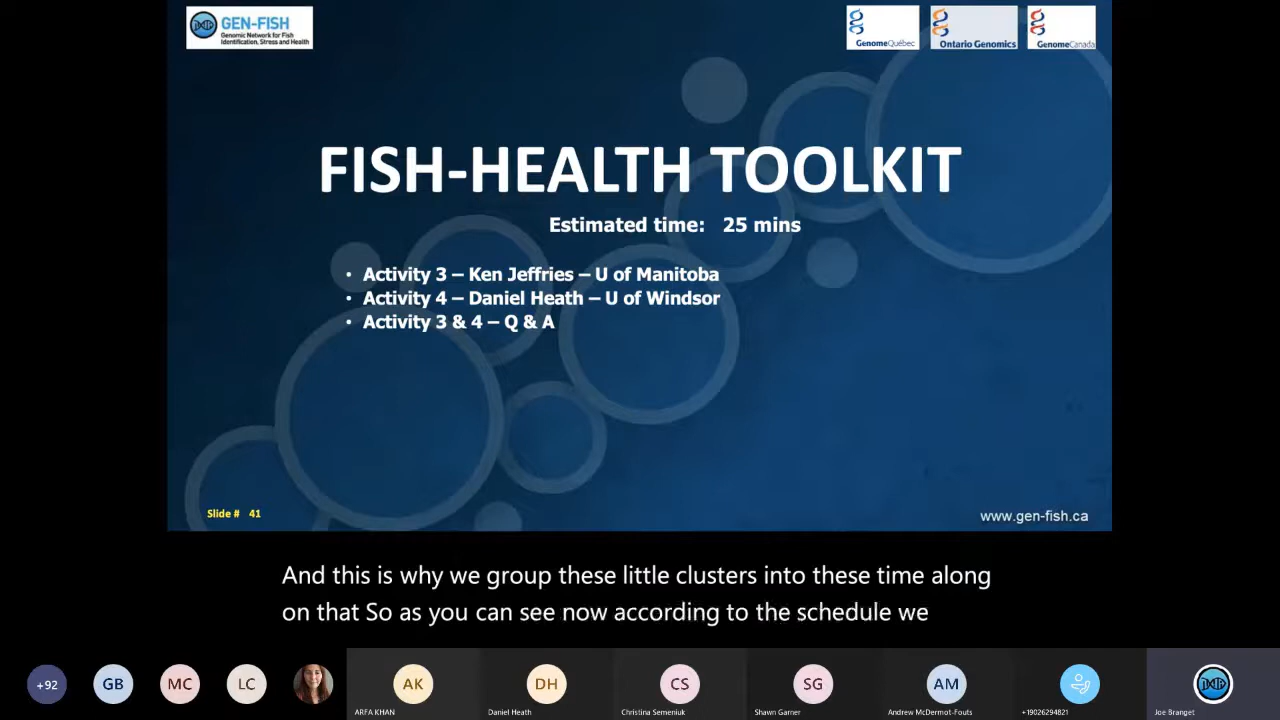 GEN-FISH
Genomic Network for Fish
Identification, Stress and Health
GenomeQuébec
Ontario Genomics
GenomeCanada
FISH-HEALTH TOOLKIT
Estimated time: 25 mins
• Activity 3 – Ken Jeffries – U of Manitoba
• Activity 4 – Daniel Heath – U of Windsor
• Activity 3 & 4 – Q & A
Slide # 41
www.gen-fish.ca
And this is why we group these little clusters into these time along
on that So as you can see now according to the schedule we
+92
GB
MC
LC
AK
DH
CS
SG
AM
ARFA KHAN
Daniel Heath
Christina Semeniuk
Shawn Garner
Andrew McDermot-Fouts
+19026294821
Joe Branget